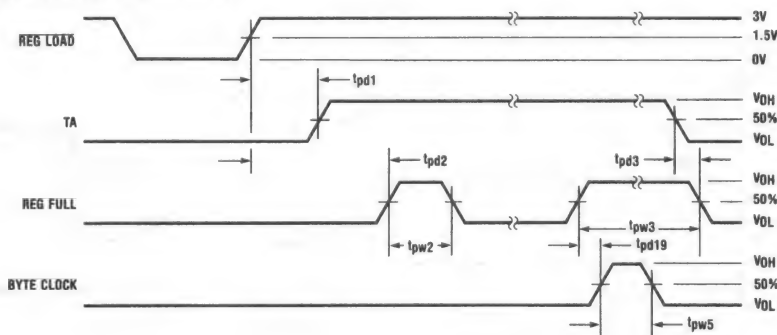 REG LOAD
3V
1.5V
0V
tpd1
TA
VOH
50%
VOL
tpd2
tpd3
REG FULL
VOH
50%
VOL
tpw2
tpw3
tpd19
BYTE CLOCK
VOH
50%
VOL
tpw5